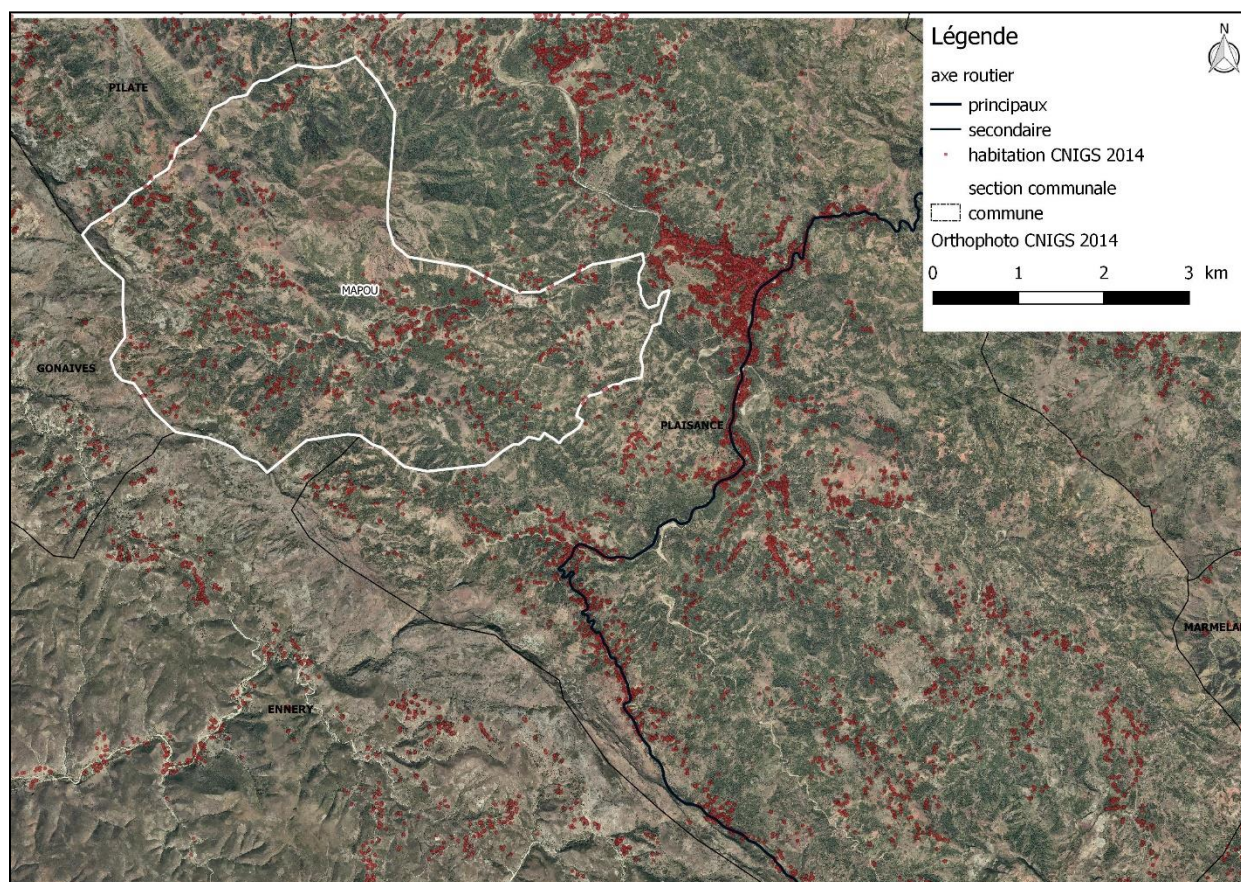 Légende
N
axe routier
principaux
secondaire
habitation CNIGS 2014
section communale
commune
Orthophoto CNIGS 2014
0 1 2 3 km
PILATE
MAPOU
GONAIVES
PLAISANCE
MARMELA
ENNERY